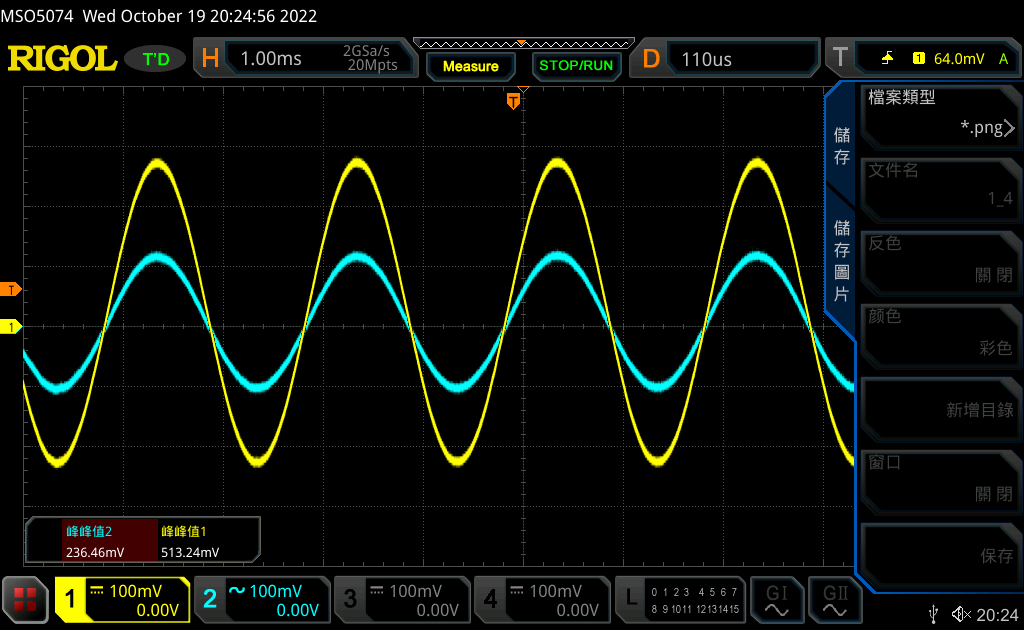 MSO5074 Wed October 19 20:24:56 2022
RIGOL
T'D
H
1.00ms
2GSa/s
20Mpts
Measure
STOP/RUN
D
110us
T
1
64.0mV
A
T
檔案類型
*.png
儲存
文件名
1_4
儲存圖片
反色
關 閉
T
1
顏色
彩色
新增目錄
窗口
關 閉
保存
峰峰值2
峰峰值1
236.46mV
513.24mV
1
100mV
0.00V
2
100mV
0.00V
3
100mV
0.00V
4
100mV
0.00V
L
0 1 2 3 4 5 6 7
8 9 10 11 12 13 14 15
GI
GII
20:24